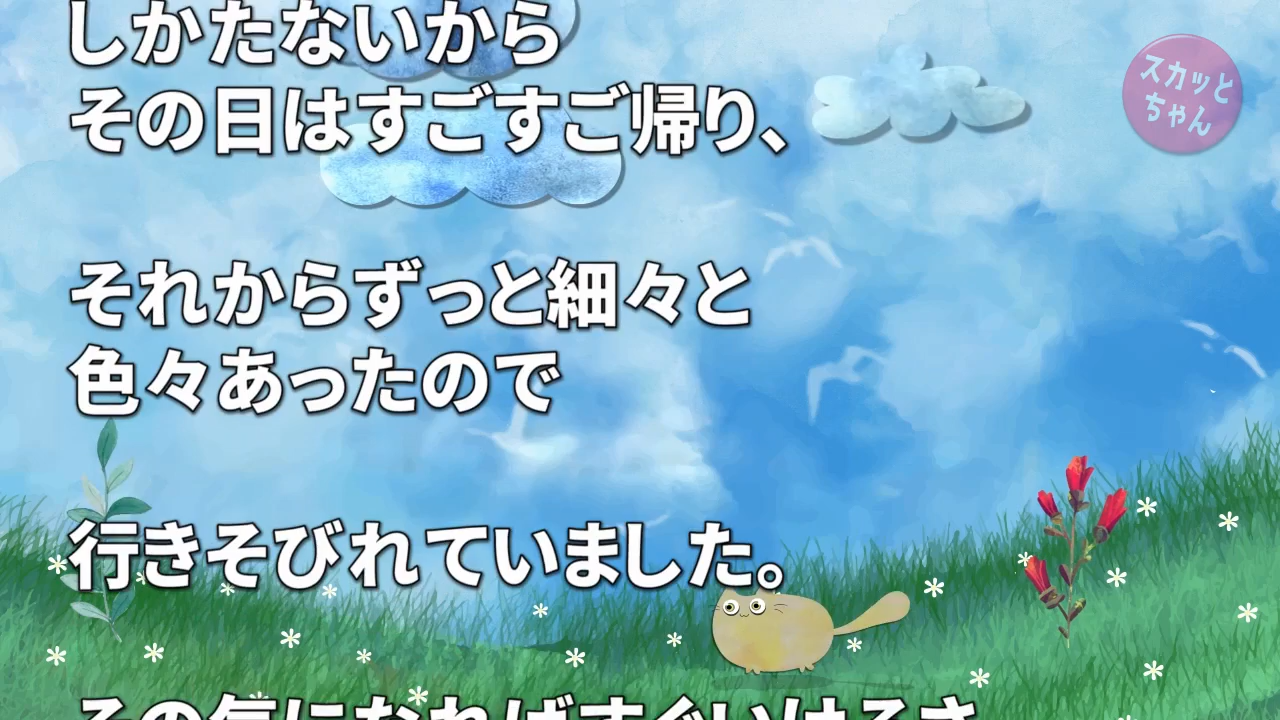 しかたないから
その日はすごすご帰り、
それからずっと細々と
色々あったので
行きそびれていました。
スカッと
ちゃん